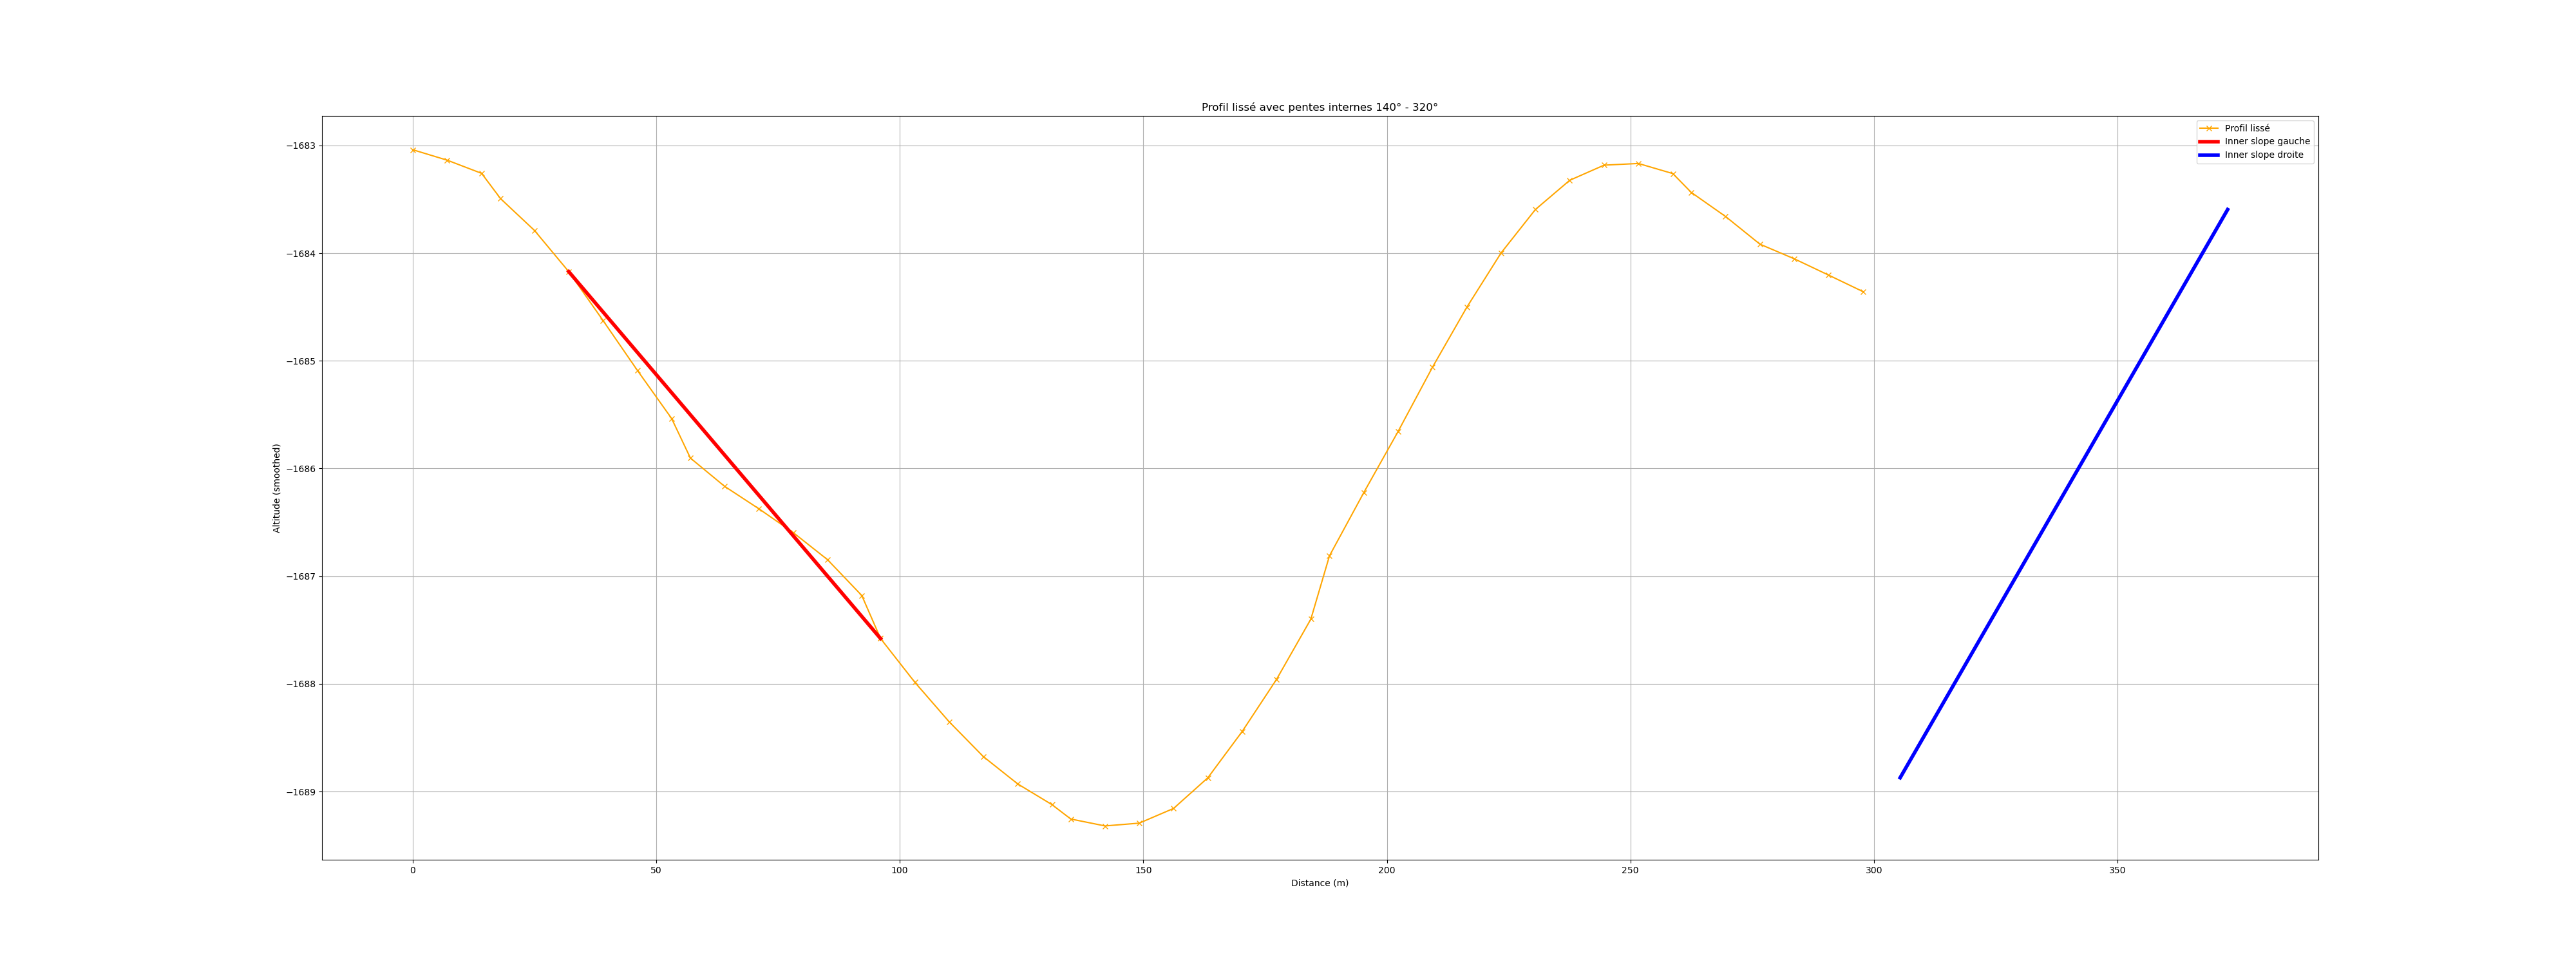 Profil lissé avec pentes internes 140° - 320°
Profil lissé
Inner slope gauche
Inner slope droite
−1683
−1684
−1685
−1686
−1687
−1688
−1689
Altitude (smoothed)
0 50 100 150 200 250 300 350
Distance (m)